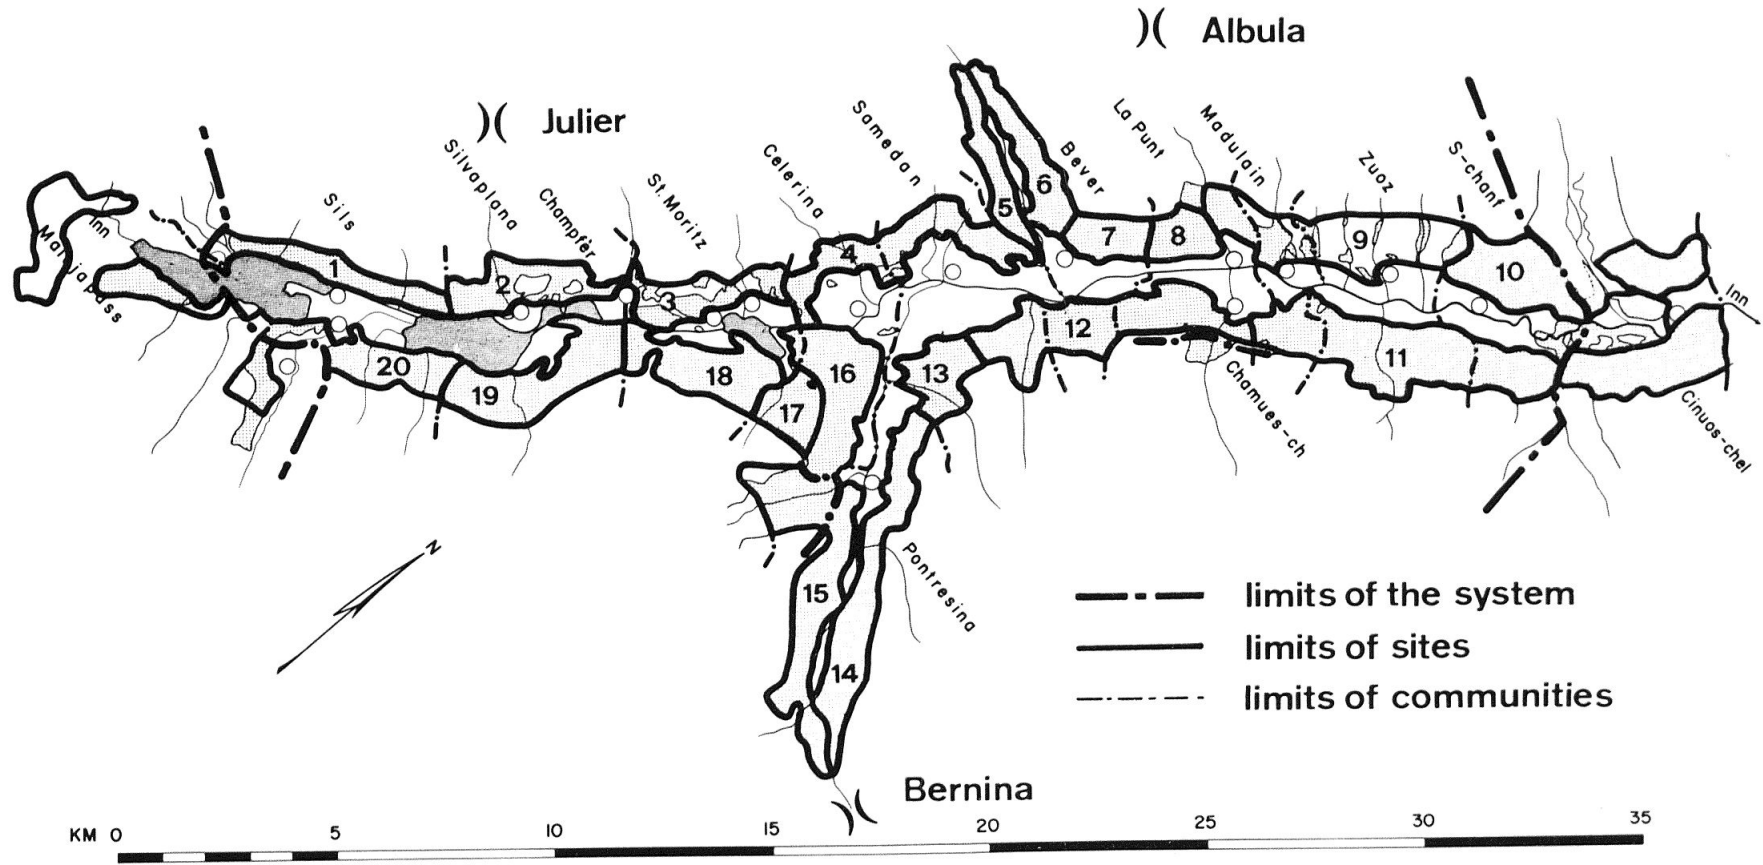 )( Albula
)( Julier
Samedan
La Punt
Madulain
Silvaplana
Celerina
Bever
Zuoz
S-chanf
Champfèr
St. Moritz
Sils
Inn
Malojapass
6
5
4
7
8
9
10
1
2
3
Inn
12
11
20
19
18
16
13
17
Chamues-ch
Cinuos-chel
N
Pontresina
15
14
limits of the system
limits of sites
limits of communities
Bernina
)(
KM 0 5 10 15 20 25 30 35